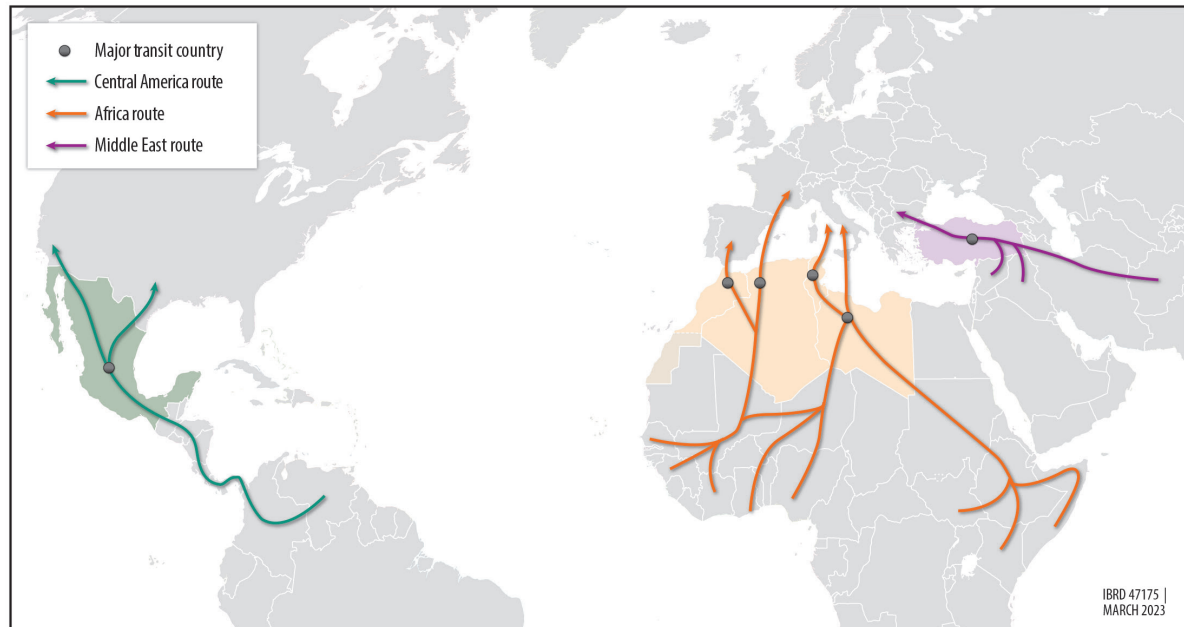 Major transit country
Central America route
Africa route
Middle East route
IBRD 47175 |
MARCH 2023